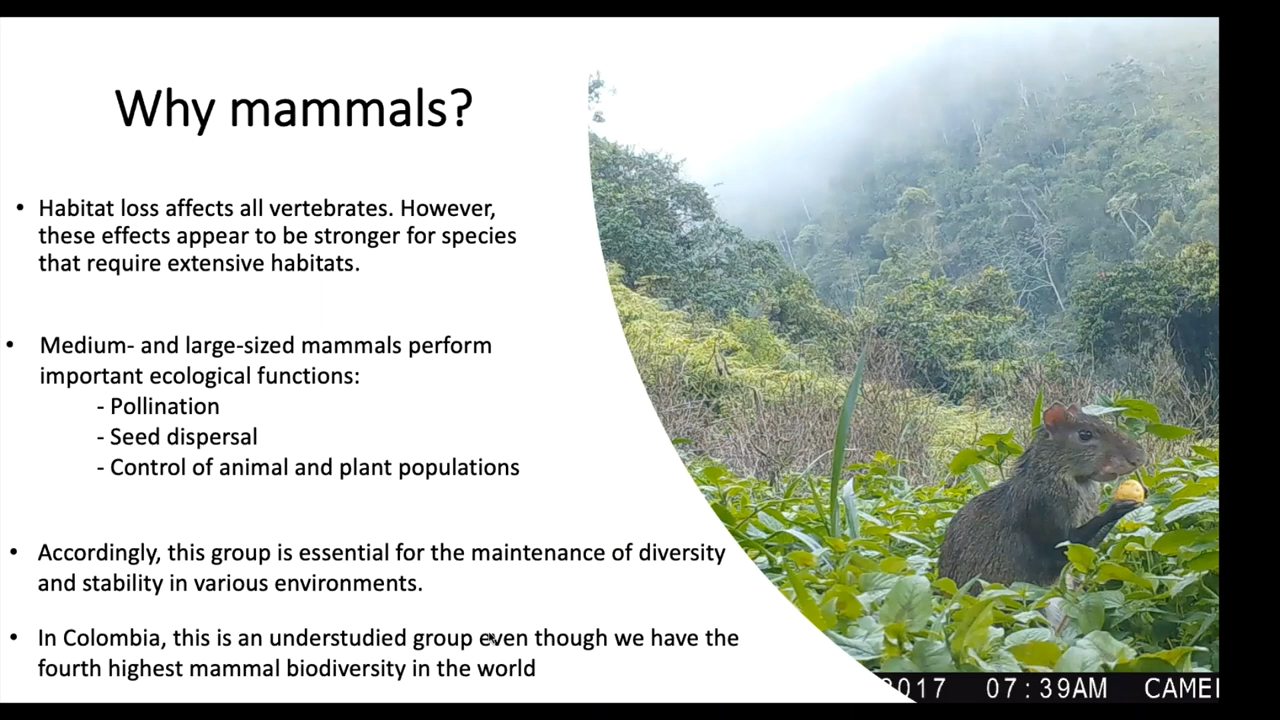 Why mammals?
• Habitat loss affects all vertebrates. However,
these effects appear to be stronger for species
that require extensive habitats.
• Medium- and large-sized mammals perform
important ecological functions:
- Pollination
- Seed dispersal
- Control of animal and plant populations
• Accordingly, this group is essential for the maintenance of diversity
and stability in various environments.
• In Colombia, this is an understudied group even though we have the
fourth highest mammal biodiversity in the world
2017 07:39AM